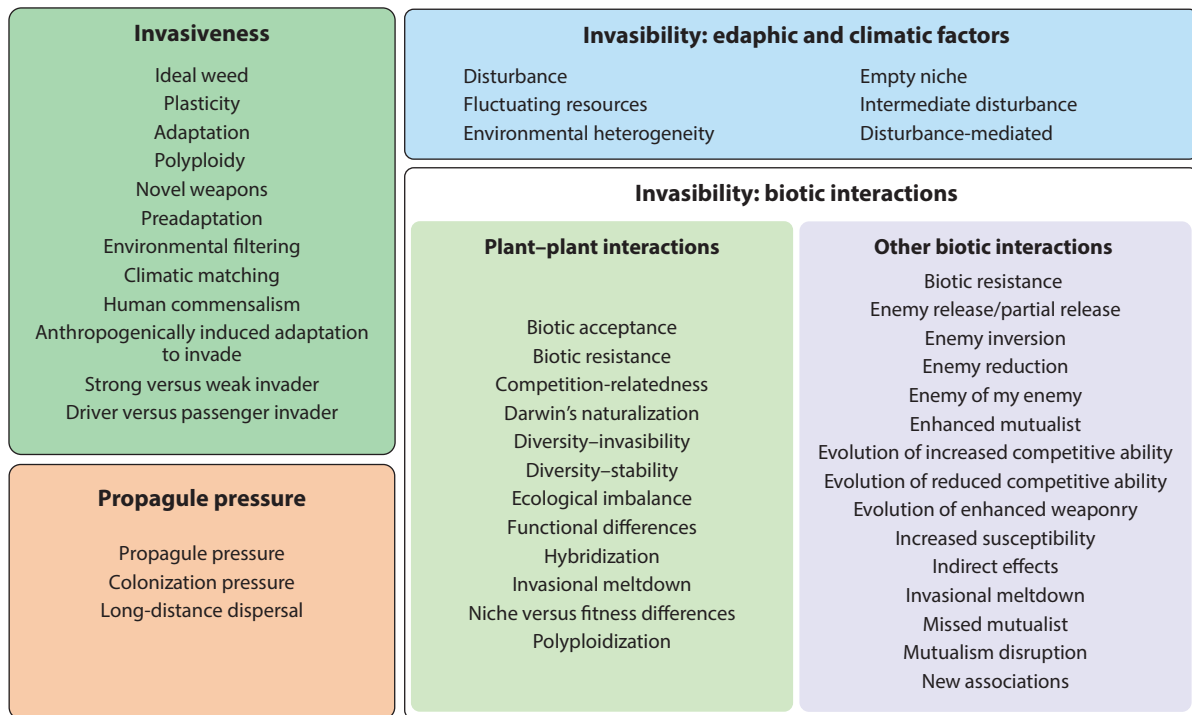 Invasiveness
Ideal weed
Plasticity
Adaptation
Polyploidy
Novel weapons
Preadaptation
Environmental filtering
Climatic matching
Human commensalism
Anthropogenically induced adaptation
to invade
Strong versus weak invader
Driver versus passenger invader
Propagule pressure
Propagule pressure
Colonization pressure
Long-distance dispersal
Invasibility: edaphic and climatic factors
Disturbance
Fluctuating resources
Environmental heterogeneity
Empty niche
Intermediate disturbance
Disturbance-mediated
Invasibility: biotic interactions
Plant–plant interactions
Biotic acceptance
Biotic resistance
Competition-relatedness
Darwin's naturalization
Diversity–invasibility
Diversity–stability
Ecological imbalance
Functional differences
Hybridization
Invasional meltdown
Niche versus fitness differences
Polyploidization
Other biotic interactions
Biotic resistance
Enemy release/partial release
Enemy inversion
Enemy reduction
Enemy of my enemy
Enhanced mutualist
Evolution of increased competitive ability
Evolution of reduced competitive ability
Evolution of enhanced weaponry
Increased susceptibility
Indirect effects
Invasional meltdown
Missed mutualist
Mutualism disruption
New associations